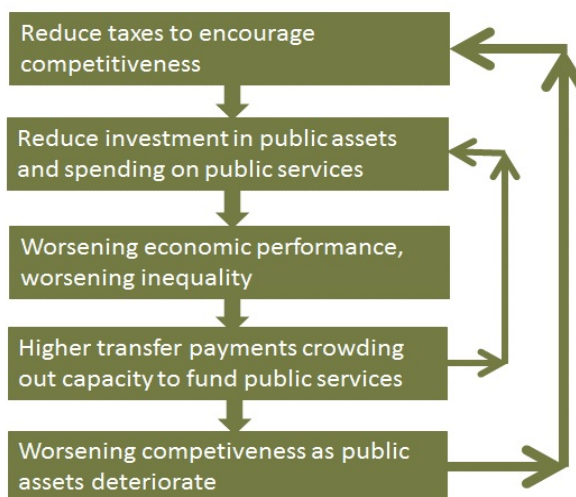 Reduce taxes to encourage
competitiveness
Reduce investment in public assets
and spending on public services
Worsening economic performance,
worsening inequality
Higher transfer payments crowding
out capacity to fund public services
Worsening competiveness as public
assets deteriorate